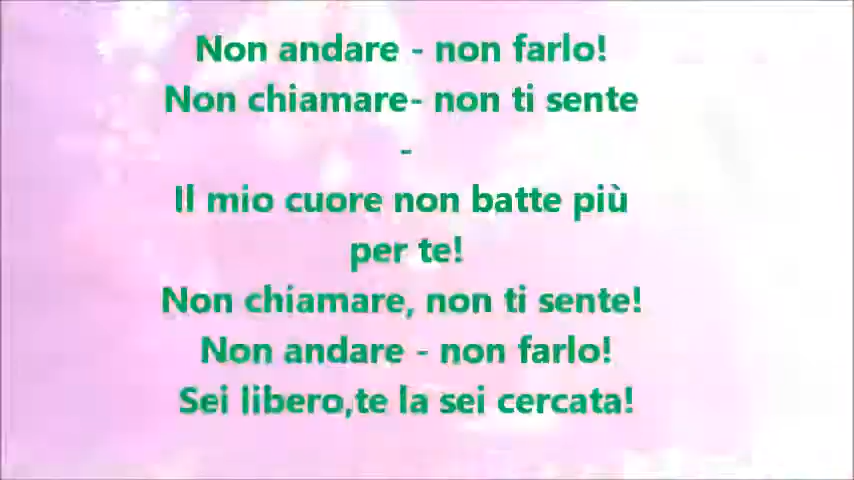 Non andare - non farlo!
Non chiamare- non ti sente
-
Il mio cuore non batte più
per te!
Non chiamare, non ti sente!
Non andare - non farlo!
Sei libero,te la sei cercata!